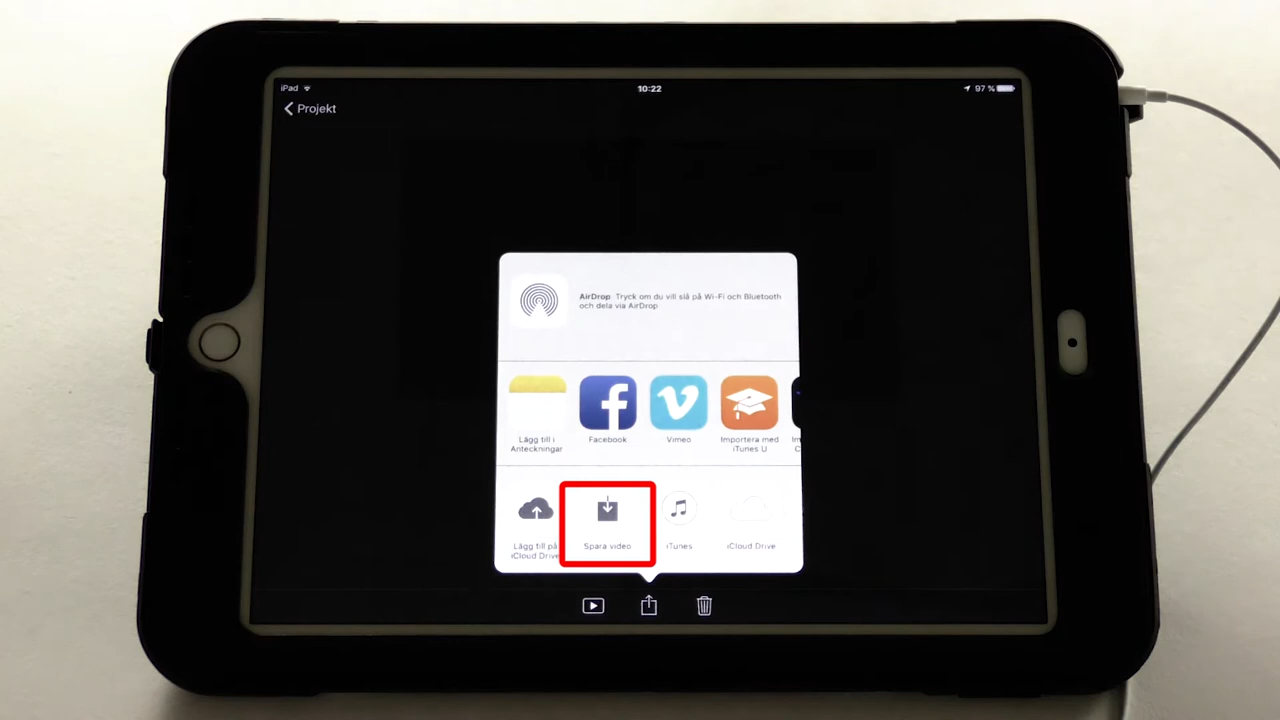 iPad
10:22
97 %
Projekt
AirDrop Tryck om du vill slå på Wi-Fi och Bluetooth
och dela via AirDrop
Lägg till i
Anteckningar
Facebook
Vimeo
Importera med
iTunes U
Lägg till på
iCloud Drive
Spara video
iTunes
iCloud Drive